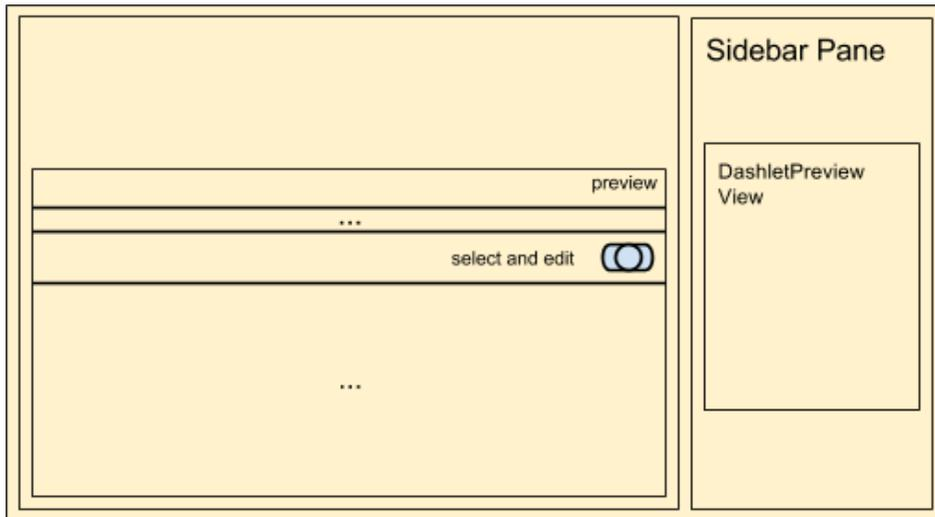 preview
...
select and edit
...
Sidebar Pane
DashletPreview
View